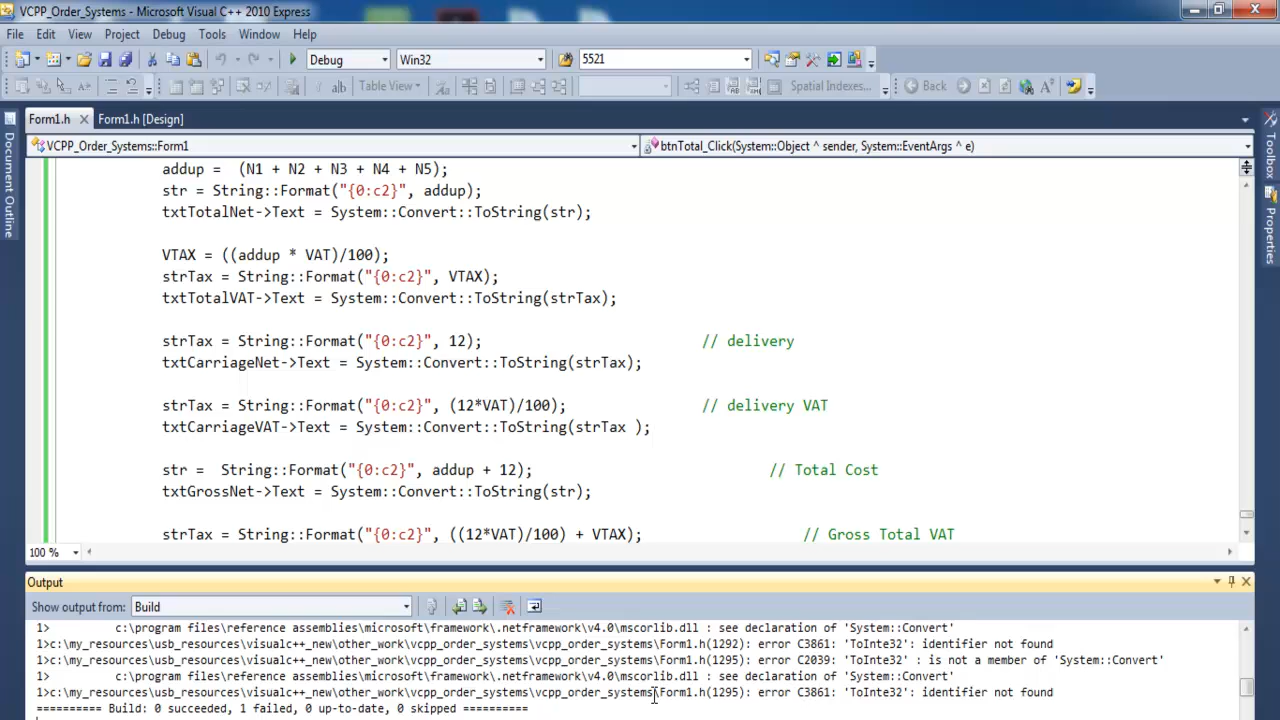 VCPP_Order_Systems - Microsoft Visual C++ 2010 Express
File Edit View Project Debug Tools Window Help
Debug Win32 5521
Table View Spatial Indexes... Back
Form1.h Form1.h [Design]
VCPP_Order_Systems::Form1 btnTotal_Click(System::Object ^ sender, System::EventArgs ^ e)
Document Outline
Toolbox
Properties
addup =  (N1 + N2 + N3 + N4 + N5);
str = String::Format("{0:c2}", addup);
txtTotalNet->Text = System::Convert::ToString(str);
VTAX = ((addup * VAT)/100);
strTax = String::Format("{0:c2}", VTAX);
txtTotalVAT->Text = System::Convert::ToString(strTax);
strTax = String::Format("{0:c2}", 12); // delivery
txtCarriageNet->Text = System::Convert::ToString(strTax);
strTax = String::Format("{0:c2}", (12*VAT)/100); // delivery VAT
txtCarriageVAT->Text = System::Convert::ToString(strTax );
str =  String::Format("{0:c2}", addup + 12); // Total Cost
txtGrossNet->Text = System::Convert::ToString(str);
strTax = String::Format("{0:c2}", ((12*VAT)/100) + VTAX); // Gross Total VAT
100 %
Output
Show output from: Build
1> c:\program files\reference assemblies\microsoft\framework\.netframework\v4.0\mscorlib.dll : see declaration of 'System::Convert'
1>c:\my_resources\usb_resources\visualc++_new\other_work\vcpp_order_systems\vcpp_order_systems\Form1.h(1292): error C3861: 'ToInte32': identifier not found
1>c:\my_resources\usb_resources\visualc++_new\other_work\vcpp_order_systems\vcpp_order_systems\Form1.h(1295): error C2039: 'ToInte32' : is not a member of 'System::Convert'
1> c:\program files\reference assemblies\microsoft\framework\.netframework\v4.0\mscorlib.dll : see declaration of 'System::Convert'
1>c:\my_resources\usb_resources\visualc++_new\other_work\vcpp_order_systems\vcpp_order_systems\Form1.h(1295): error C3861: 'ToInte32': identifier not found
========== Build: 0 succeeded, 1 failed, 0 up-to-date, 0 skipped ==========